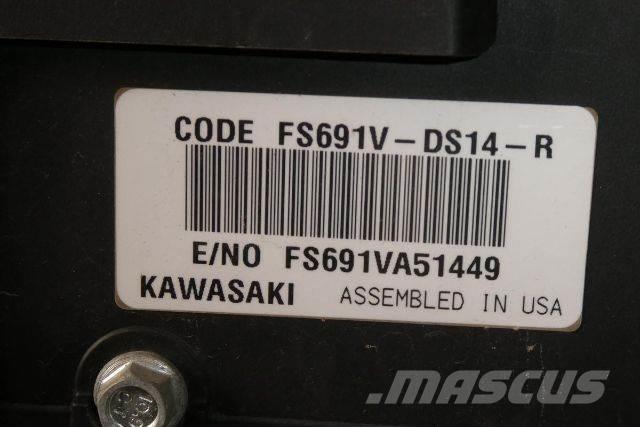 CODE FS691V-DS14-R
E/NO FS691VA51449
KAWASAKI ASSEMBLED IN USA
MASCUS